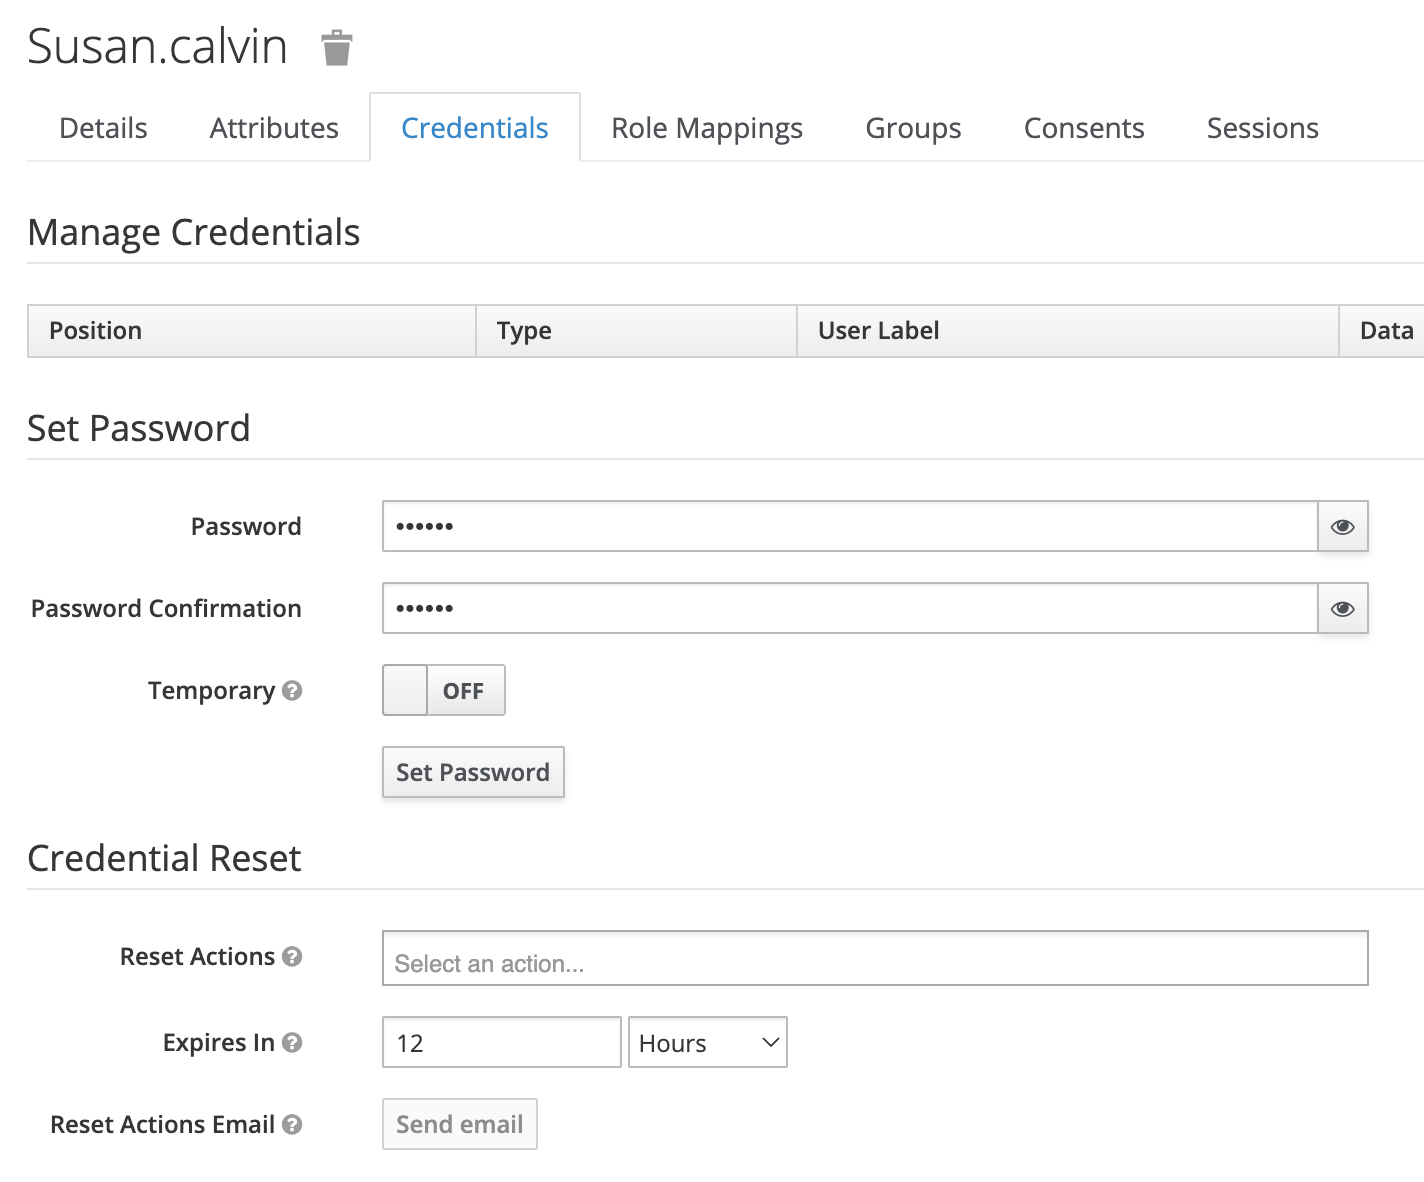 Susan.calvin
Details Attributes Credentials Role Mappings Groups Consents Sessions
Manage Credentials
Position Type User Label Data
Set Password
Password ••••••
Password Confirmation ••••••
Temporary OFF
Set Password
Credential Reset
Reset Actions Select an action...
Expires In 12 Hours
Reset Actions Email Send email